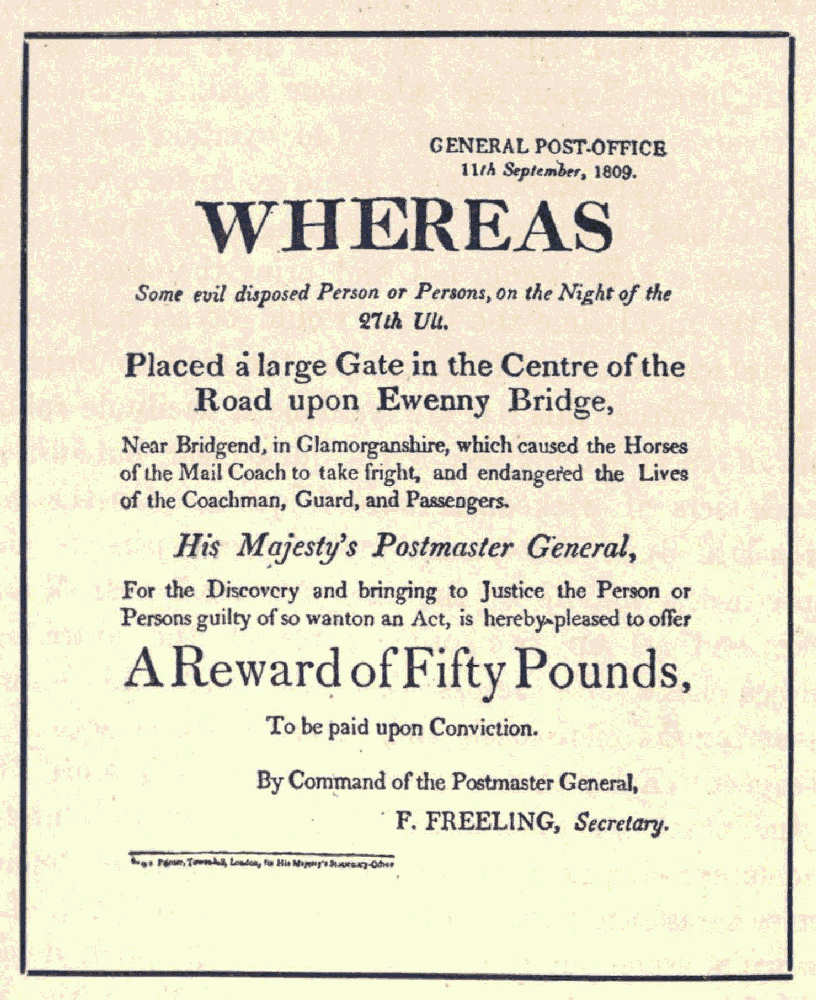 GENERAL POST-OFFICE
11th September, 1809.
WHEREAS
Some evil disposed Person or Persons, on the Night of the
27th Ult.
Placed a large Gate in the Centre of the
Road upon Ewenny Bridge,
Near Bridgend, in Glamorganshire, which caused the Horses
of the Mail Coach to take fright, and endangered the Lives
of the Coachman, Guard, and Passengers.
His Majesty's Postmaster General,
For the Discovery and bringing to Justice the Person or
Persons guilty of so wanton an Act, is hereby pleased to offer
A Reward of Fifty Pounds,
To be paid upon Conviction.
By Command of the Postmaster General,
F. FREELING, Secretary.
Printer, London, for His Majesty's Stationary-Office